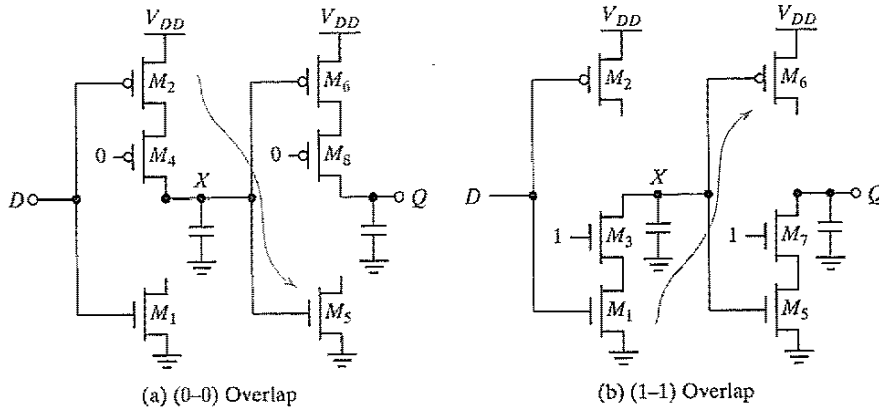 V_DD V_DD V_DD V_DD
M_2 M_6 M_2 M_6
0 M_4 0 M_8
D X Q D X Q
1 M_3 1 M_7
M_1 M_5 M_1 M_5
(a) (0–0) Overlap
(b) (1–1) Overlap